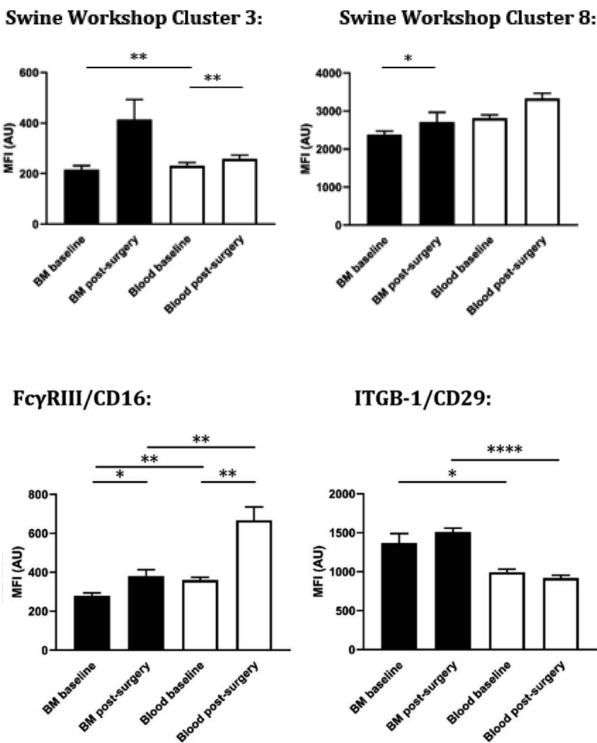 Swine Workshop Cluster 3:
**
**
600
400
200
0
MFI (AU)
BM baseline
BM post-surgery
Blood baseline
Blood post-surgery
Swine Workshop Cluster 8:
*
4000
3000
2000
1000
0
MFI (AU)
BM baseline
BM post-surgery
Blood baseline
Blood post-surgery
FcγRIII/CD16:
**
**
*
**
800
600
400
200
0
MFI (AU)
BM baseline
BM post-surgery
Blood baseline
Blood post-surgery
ITGB-1/CD29:
****
*
2000
1500
1000
500
0
MFI (AU)
BM baseline
BM post-surgery
Blood baseline
Blood post-surgery